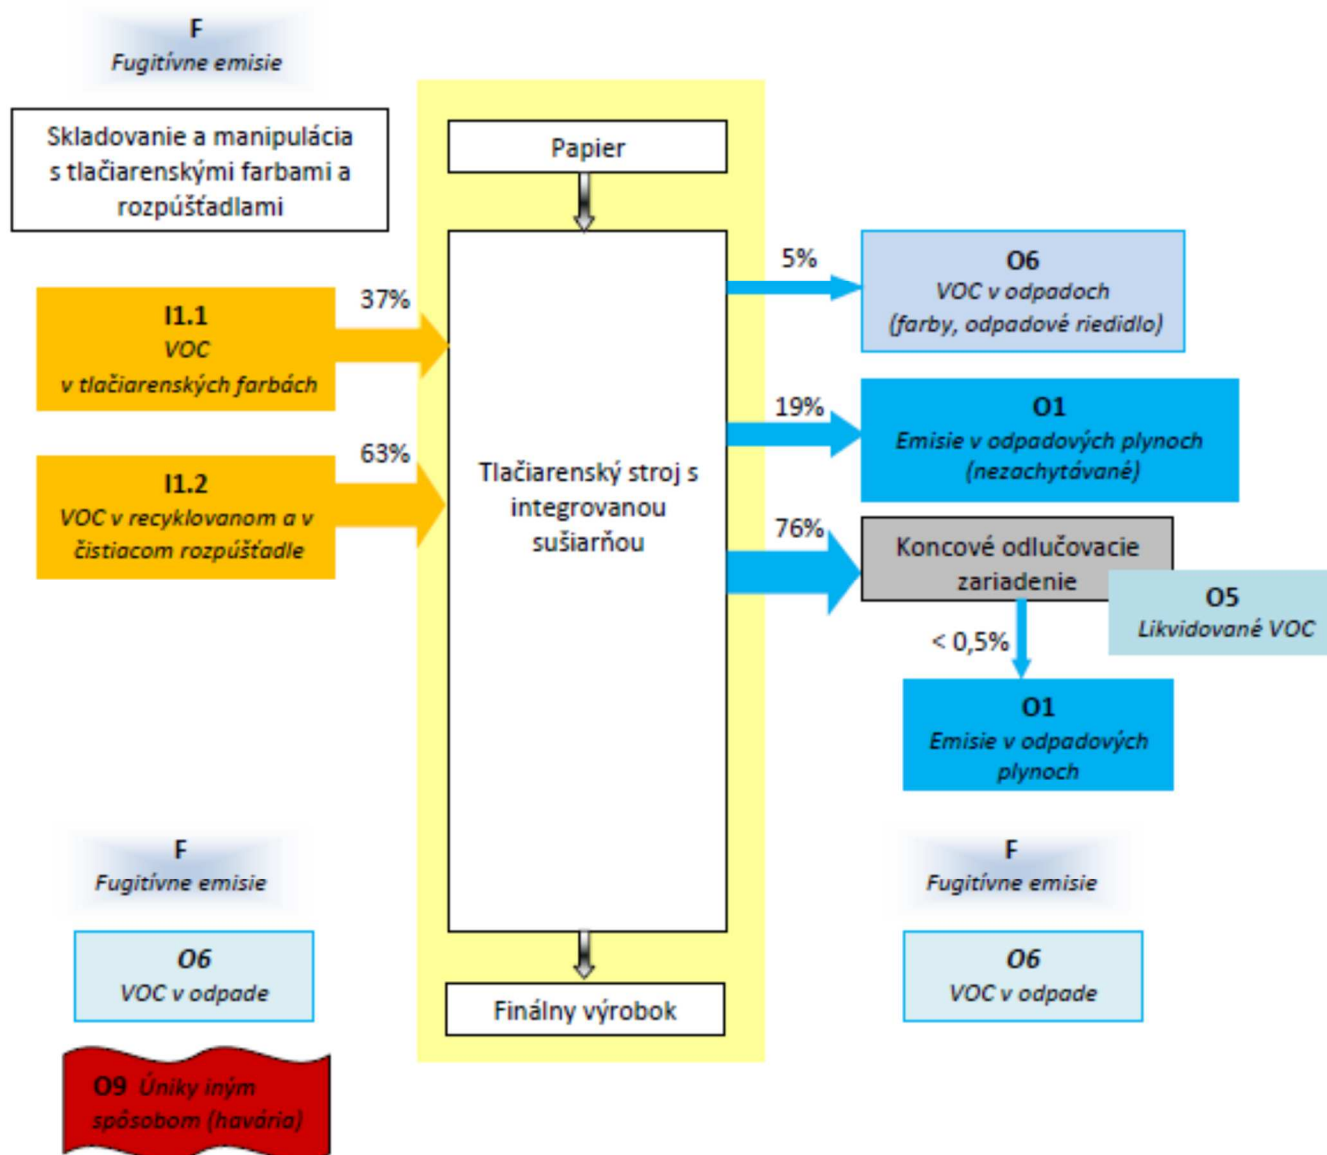 F
Fugitívne emisie
Skladovanie a manipulácia
s tlačiarenskými farbami a
rozpúšťadlami
Papier
I1.1
VOC
v tlačiarenských farbách
37%
I1.2
VOC v recyklovanom a v
čistiacom rozpúšťadle
63%
Tlačiarenský stroj s
integrovanou
sušiarňou
5%
O6
VOC v odpadoch
(farby, odpadové riedidlo)
19%
O1
Emisie v odpadových plynoch
(nezachytávané)
76%
Koncové odlučovacie
zariadenie
O5
Likvidované VOC
< 0,5%
O1
Emisie v odpadových
plynoch
F
Fugitívne emisie
O6
VOC v odpade
O9 Úniky iným
spôsobom (havária)
Finálny výrobok
F
Fugitívne emisie
O6
VOC v odpade